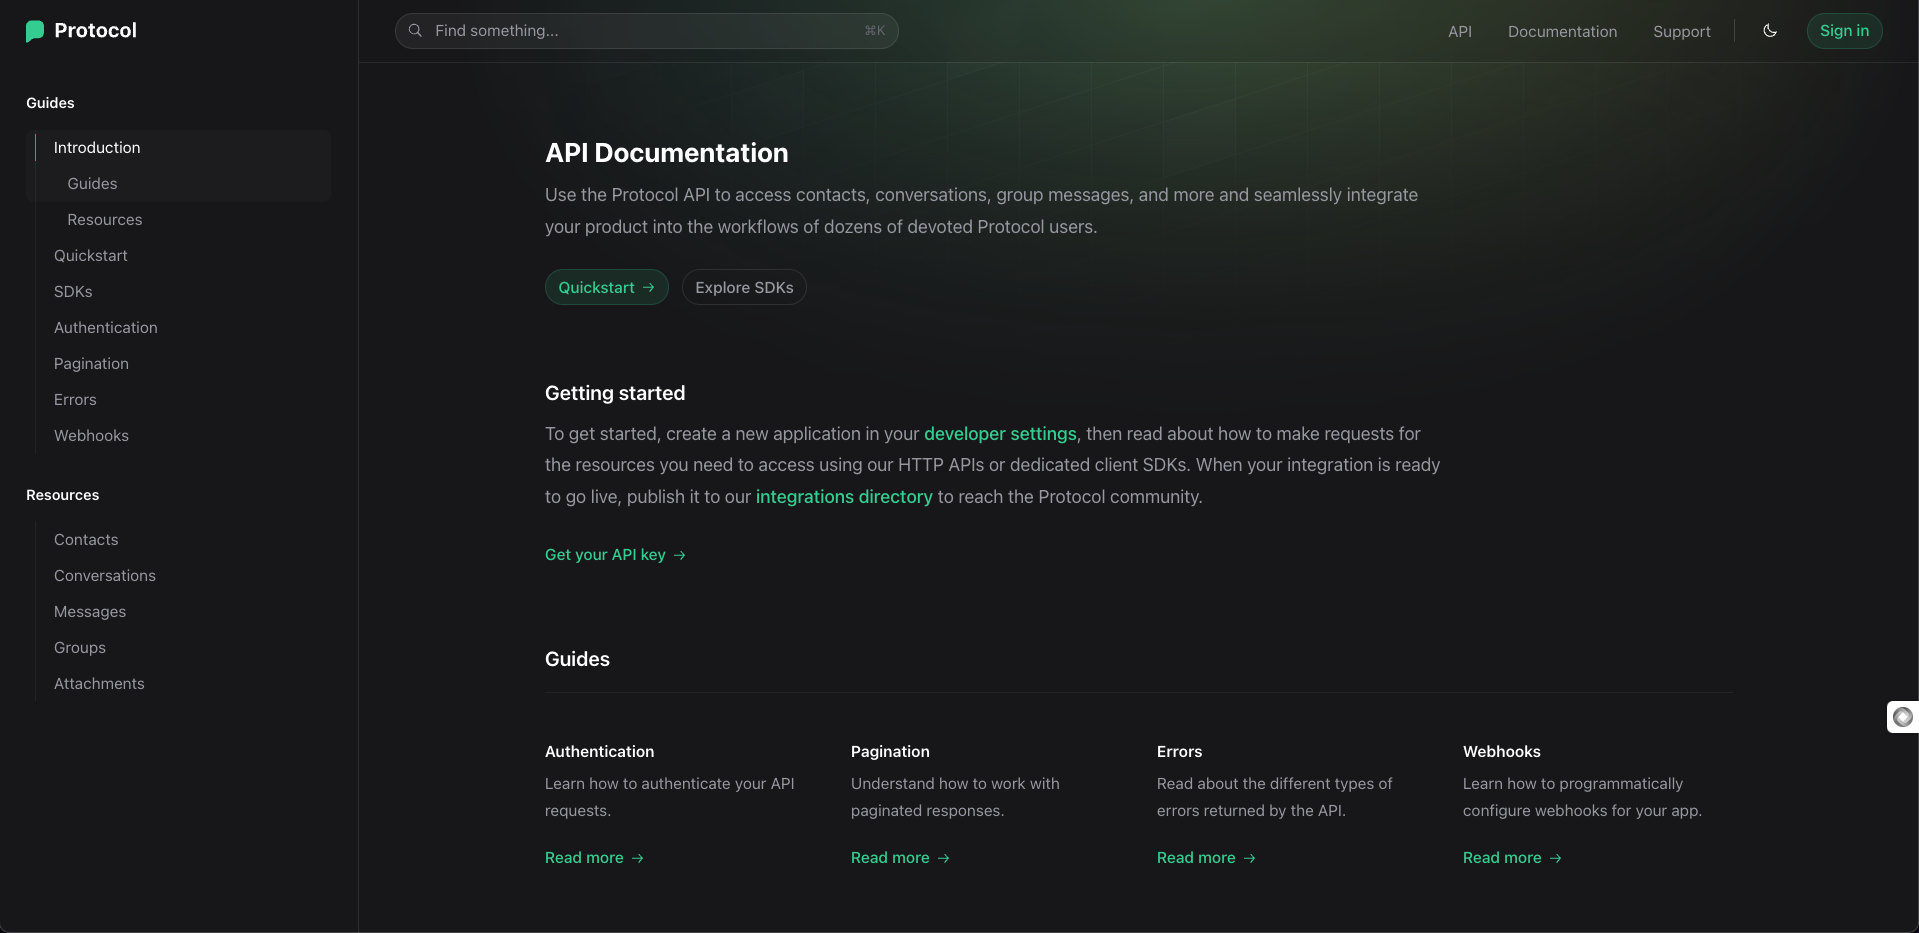 Protocol
Find something...
⌘K
API
Documentation
Support
Sign in
Guides
Introduction
Guides
Resources
Quickstart
SDKs
Authentication
Pagination
Errors
Webhooks
Resources
Contacts
Conversations
Messages
Groups
Attachments
API Documentation
Use the Protocol API to access contacts, conversations, group messages, and more and seamlessly integrate
your product into the workflows of dozens of devoted Protocol users.
Quickstart →
Explore SDKs
Getting started
To get started, create a new application in your developer settings, then read about how to make requests for
the resources you need to access using our HTTP APIs or dedicated client SDKs. When your integration is ready
to go live, publish it to our integrations directory to reach the Protocol community.
Get your API key →
Guides
Authentication
Learn how to authenticate your API
requests.
Read more →
Pagination
Understand how to work with
paginated responses.
Read more →
Errors
Read about the different types of
errors returned by the API.
Read more →
Webhooks
Learn how to programmatically
configure webhooks for your app.
Read more →